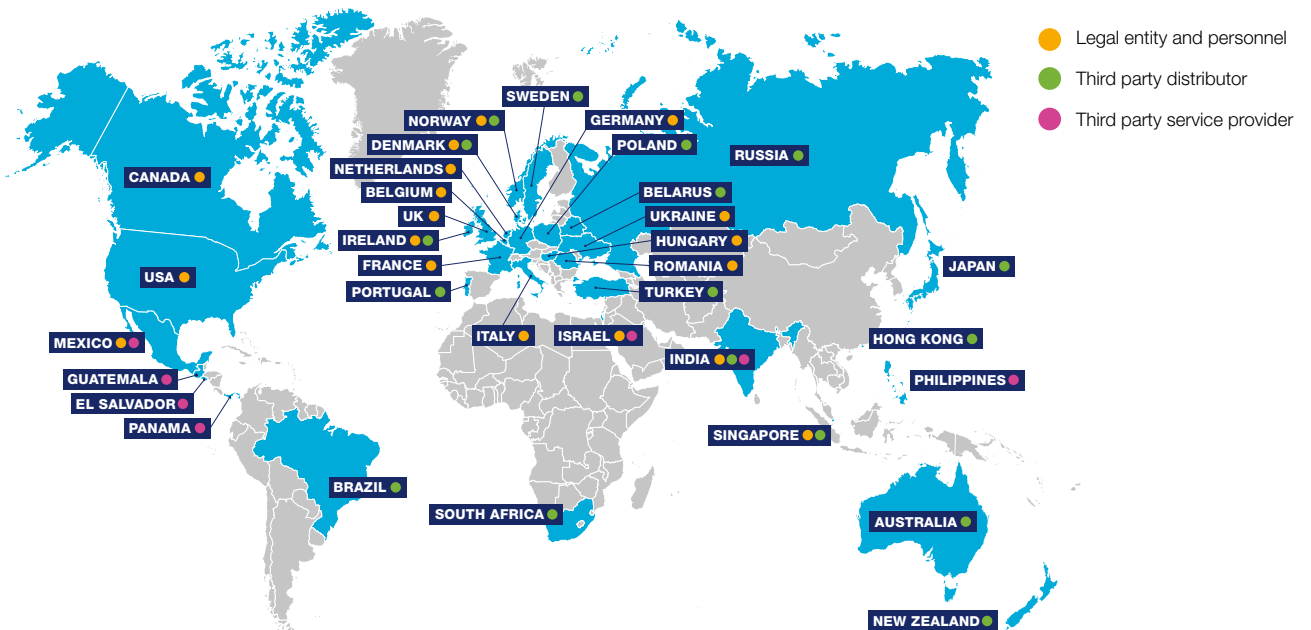 Legal entity and personnel
Third party distributor
Third party service provider
SWEDEN
NORWAY
GERMANY
DENMARK
POLAND
RUSSIA
NETHERLANDS
CANADA
BELGIUM
BELARUS
UK
UKRAINE
IRELAND
HUNGARY
FRANCE
ROMANIA
JAPAN
USA
PORTUGAL
TURKEY
MEXICO
ITALY
ISRAEL
HONG KONG
INDIA
GUATEMALA
PHILIPPINES
EL SALVADOR
PANAMA
SINGAPORE
BRAZIL
SOUTH AFRICA
AUSTRALIA
NEW ZEALAND